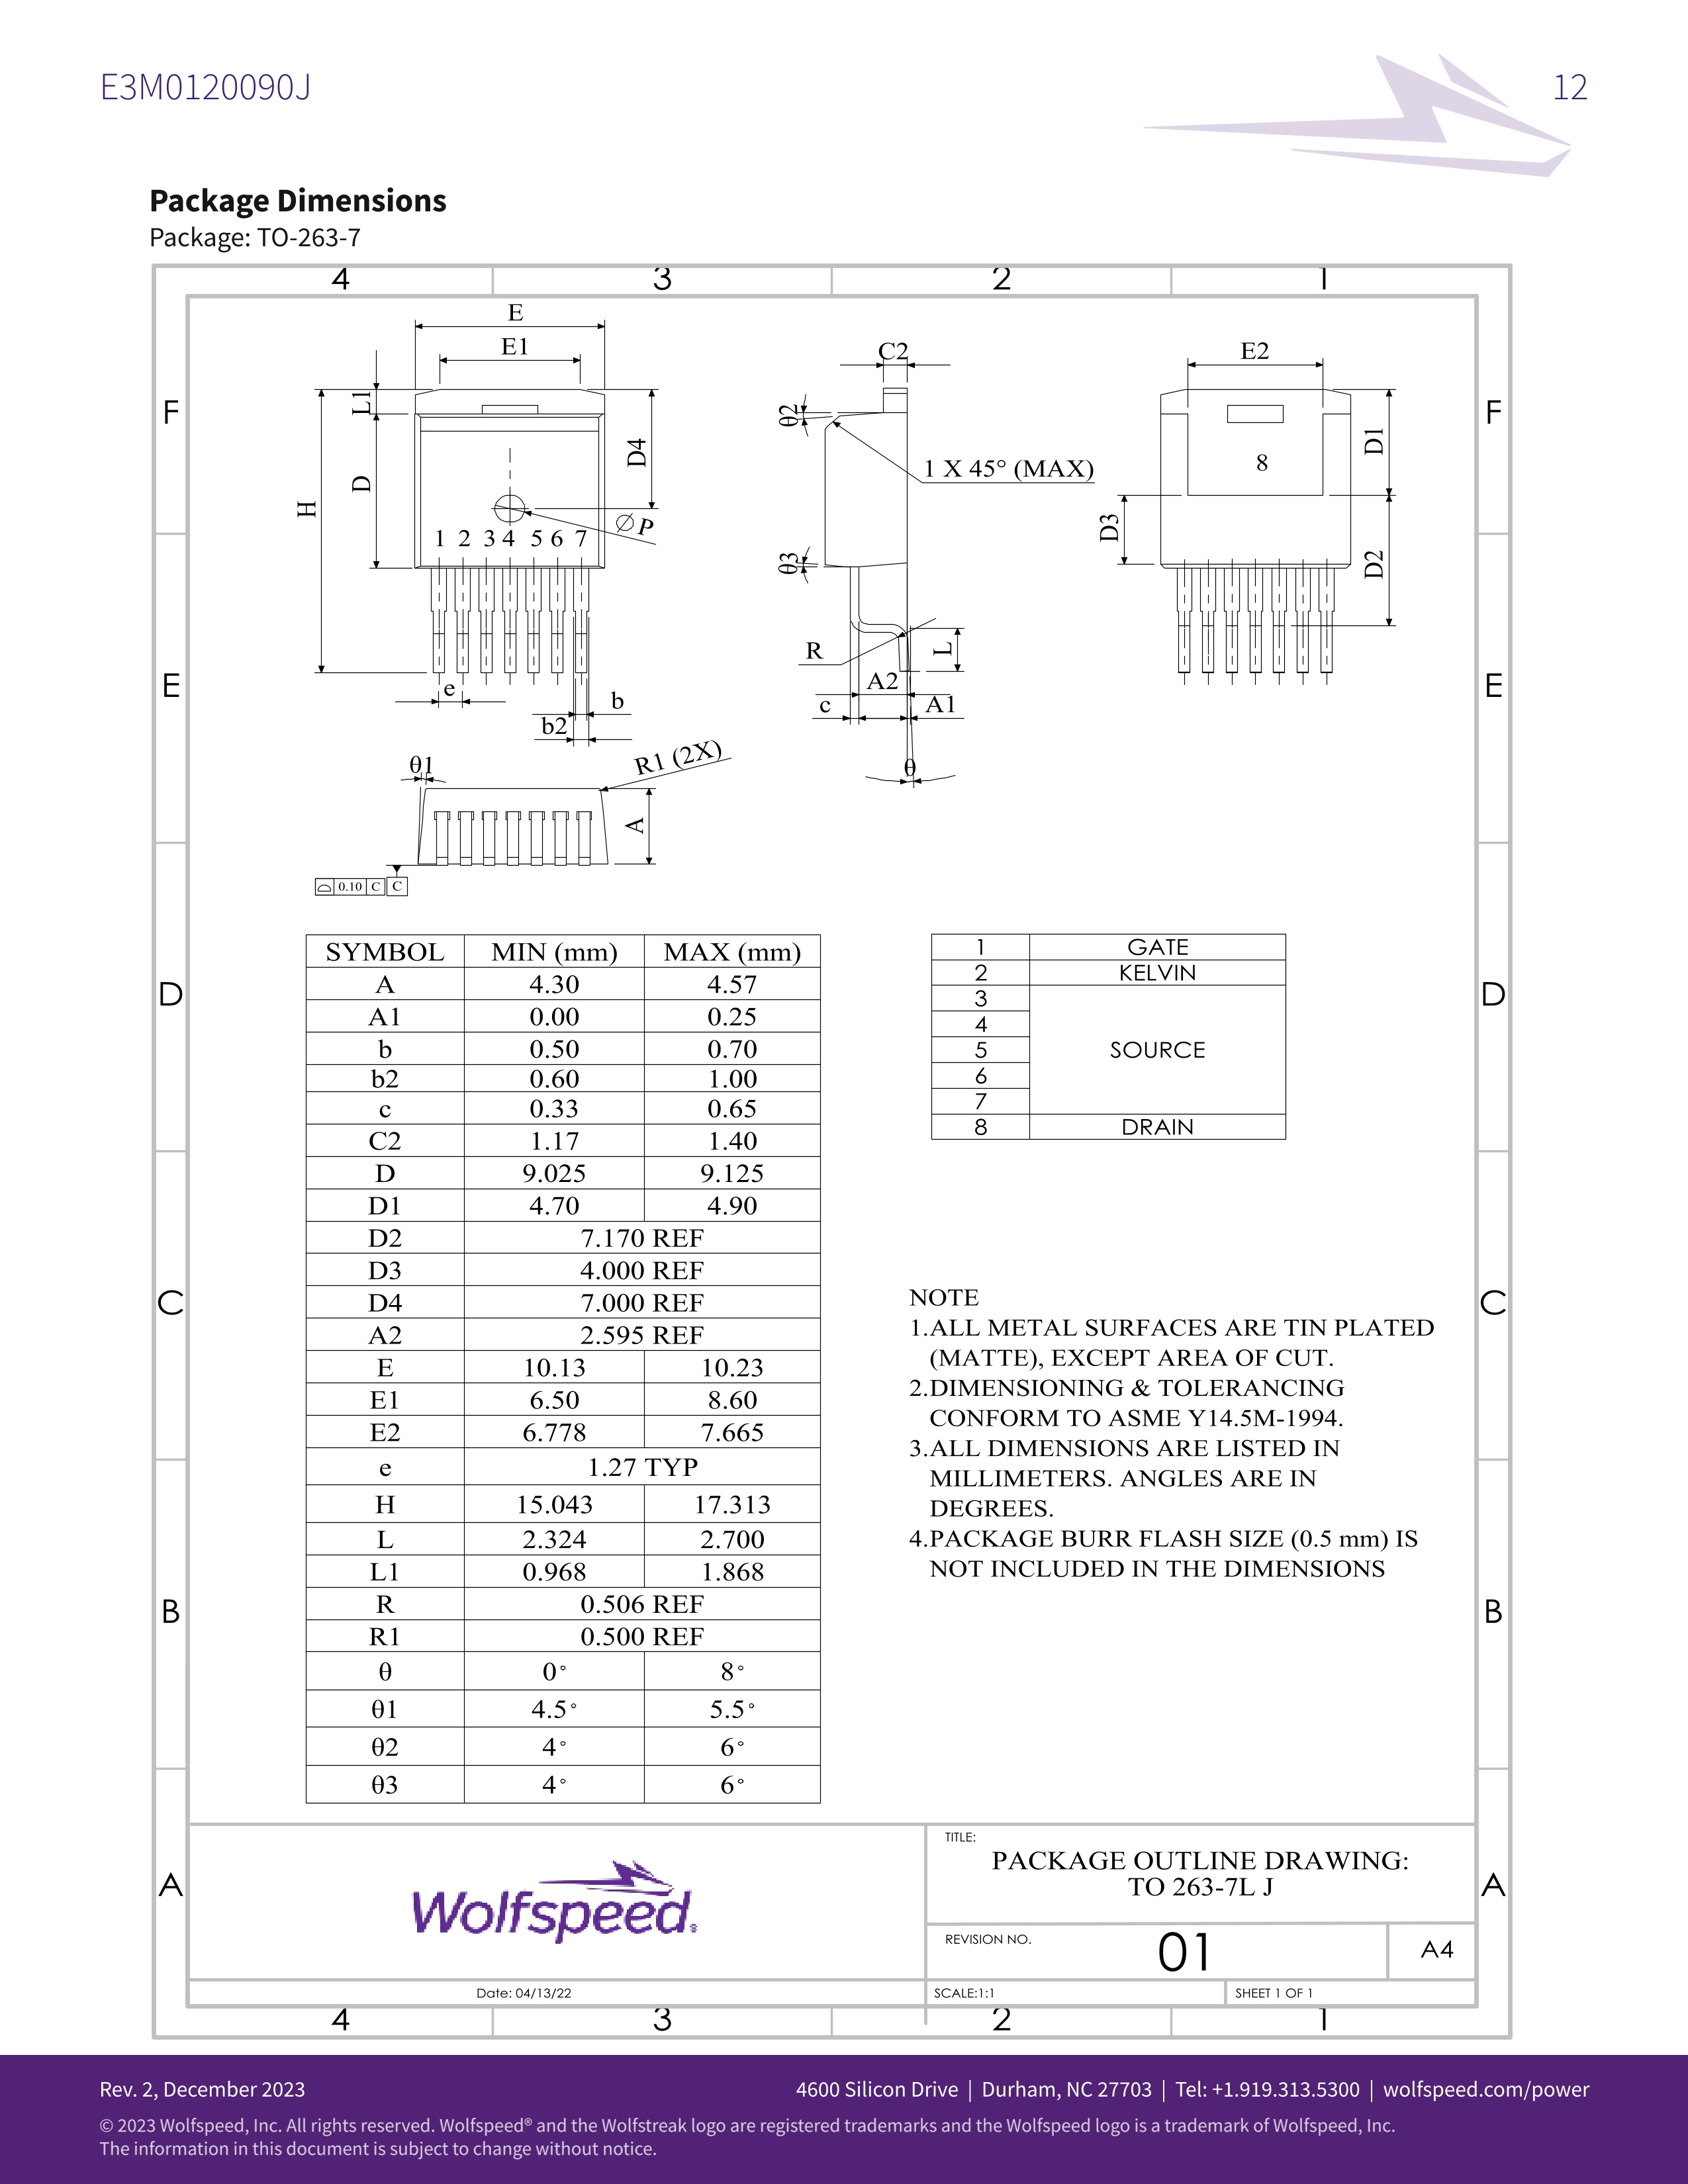 E3M0120090J
12
Package Dimensions
Package: TO-263-7
4 3 2 1
F F
E E
D D
C C
B B
A A
E
E1
L1
D
H
D4
Ø P
1 2 3 4 5 6 7
e
b
b2
C2
θ2
1 X 45° (MAX)
θ3
R
L
A2
c
A1
θ
E2
D1
8
D3
D2
θ1
R1 (2X)
A
0.10 C C
SYMBOL MIN (mm) MAX (mm)
A 4.30 4.57
A1 0.00 0.25
b 0.50 0.70
b2 0.60 1.00
c 0.33 0.65
C2 1.17 1.40
D 9.025 9.125
D1 4.70 4.90
D2 7.170 REF
D3 4.000 REF
D4 7.000 REF
A2 2.595 REF
E 10.13 10.23
E1 6.50 8.60
E2 6.778 7.665
e 1.27 TYP
H 15.043 17.313
L 2.324 2.700
L1 0.968 1.868
R 0.506 REF
R1 0.500 REF
θ 0° 8°
θ1 4.5° 5.5°
θ2 4° 6°
θ3 4° 6°
1 GATE
2 KELVIN
3
4
5 SOURCE
6
7
8 DRAIN
NOTE
1.ALL METAL SURFACES ARE TIN PLATED
(MATTE), EXCEPT AREA OF CUT.
2.DIMENSIONING & TOLERANCING
CONFORM TO ASME Y14.5M-1994.
3.ALL DIMENSIONS ARE LISTED IN
MILLIMETERS. ANGLES ARE IN
DEGREES.
4.PACKAGE BURR FLASH SIZE (0.5 mm) IS
NOT INCLUDED IN THE DIMENSIONS
Wolfspeed®
TITLE:
PACKAGE OUTLINE DRAWING:
TO 263-7L J
REVISION NO.
01
A4
Date: 04/13/22
SCALE:1:1
SHEET 1 OF 1
4 3 2 1
Rev. 2, December 2023
4600 Silicon Drive | Durham, NC 27703 | Tel: +1.919.313.5300 | wolfspeed.com/power
© 2023 Wolfspeed, Inc. All rights reserved. Wolfspeed® and the Wolfstreak logo are registered trademarks and the Wolfspeed logo is a trademark of Wolfspeed, Inc.
The information in this document is subject to change without notice.